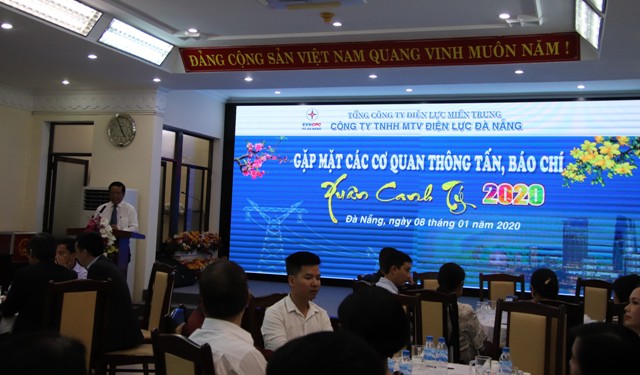 ĐẢNG CỘNG SẢN VIỆT NAM QUANG VINH MUÔN NĂM !
TỔNG CÔNG TY ĐIỆN LỰC MIỀN TRUNG
CÔNG TY TNHH MTV ĐIỆN LỰC ĐÀ NẴNG
EVNCPC
GẶP MẶT CÁC CƠ QUAN THÔNG TẤN, BÁO CHÍ
Xuân Canh Tý 2020
Đà Nẵng, ngày 08 tháng 01 năm 2020